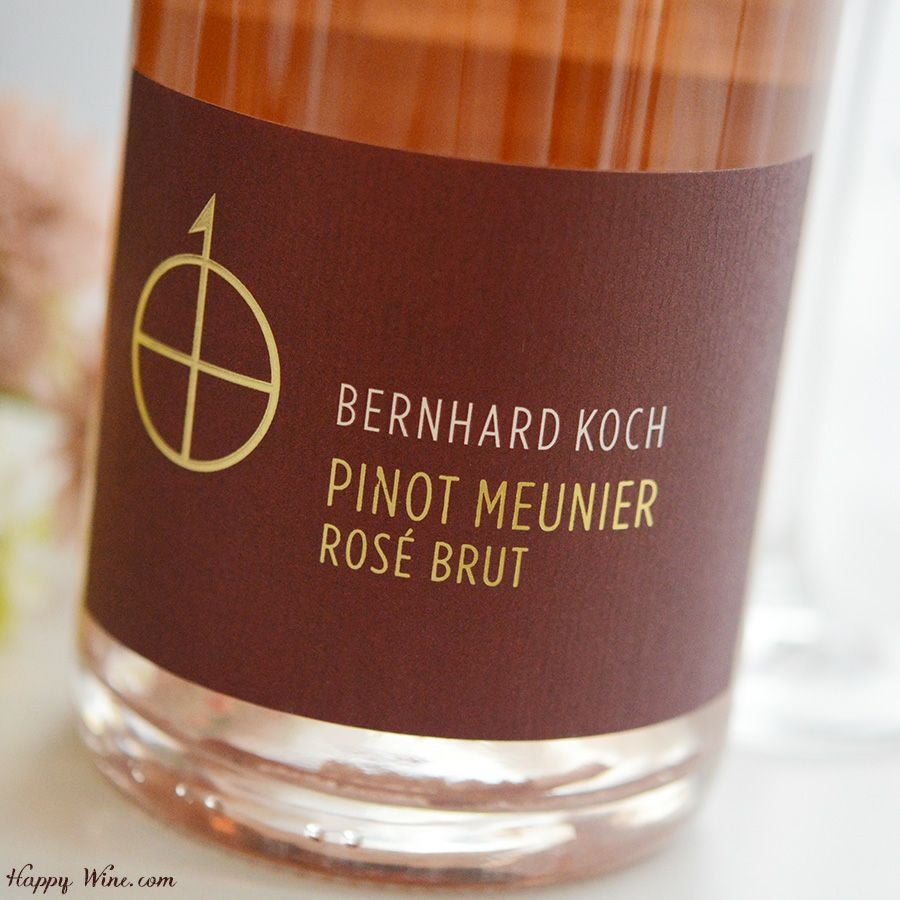 BERNHARD KOCH
PINOT MEUNIER
ROSÉ BRUT
Happy Wine.com